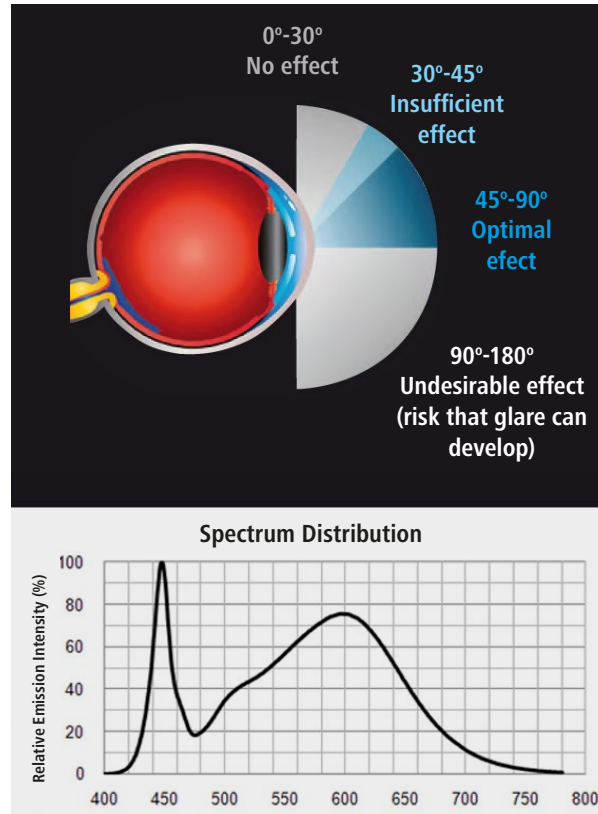 0º-30º
No effect
30º-45º
Insufficient
effect
45º-90º
Optimal
efect
90º-180º
Undesirable effect
(risk that glare can
develop)
Spectrum Distribution
Relative Emission Intensity (%)
100
80
60
40
20
0
400 450 500 550 600 650 700 750 800